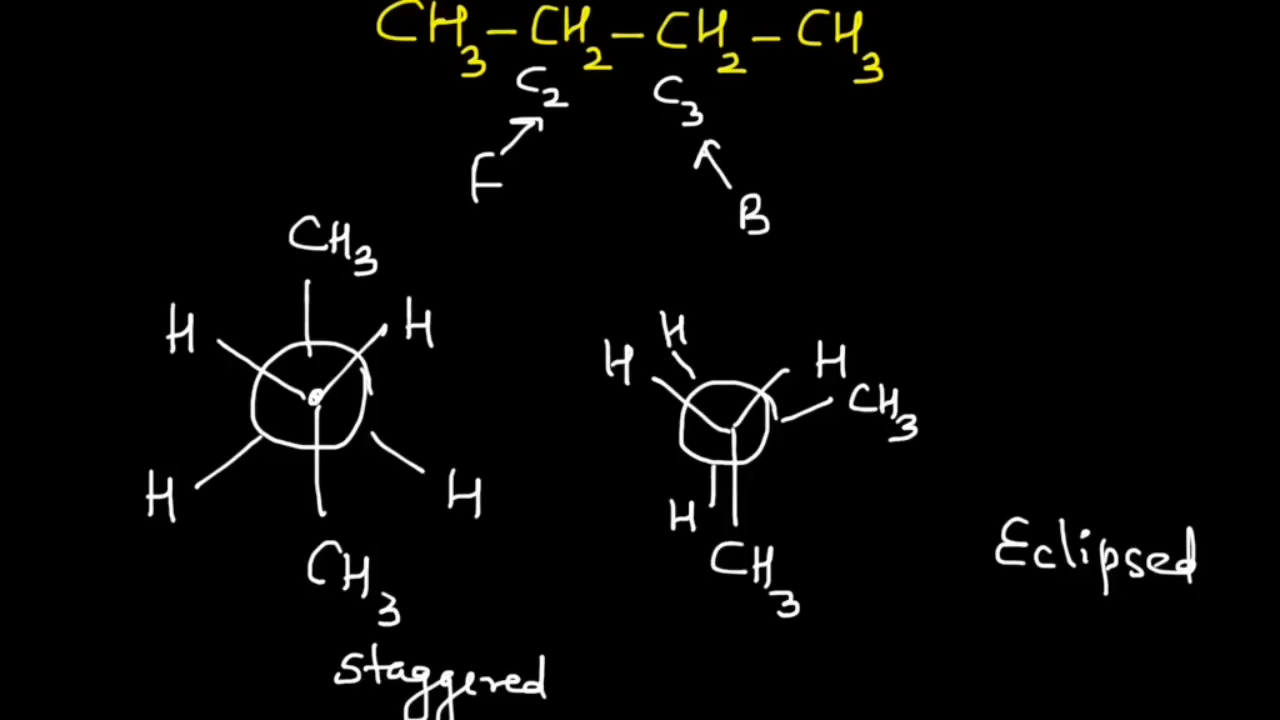 CH3-CH2-CH2-CH3
C2 C3
F
B
CH3
H H
H H
CH3
Staggered
H
H H
CH3
H
CH3
Eclipsed